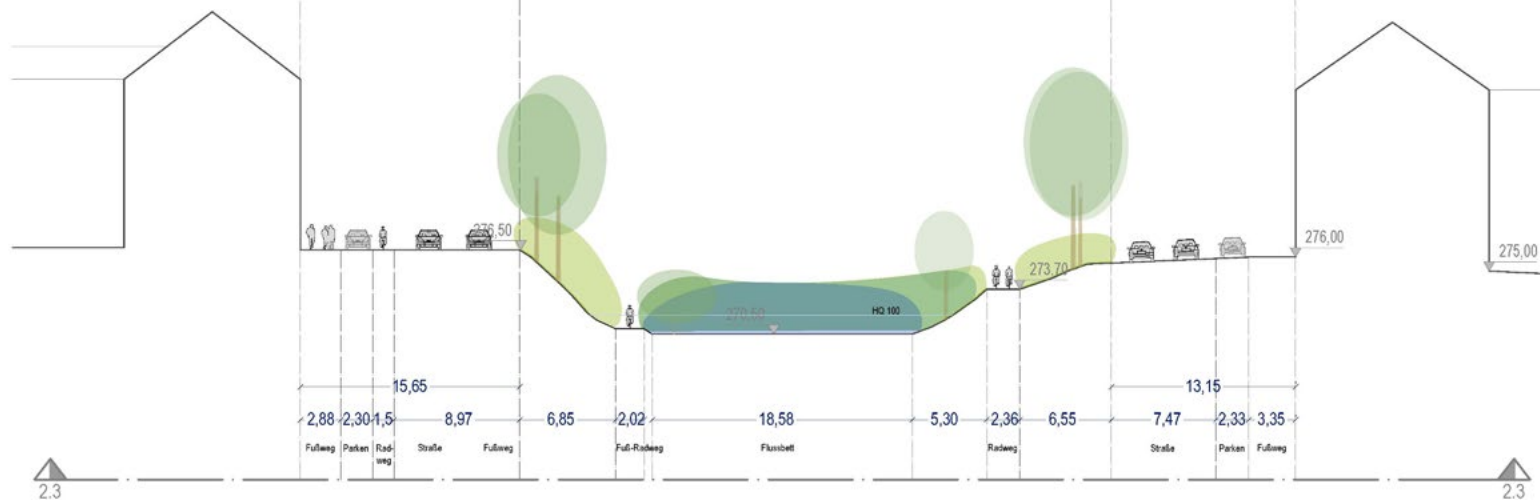 276,50
276,00
275,00
273,70
270,50
HQ 100
15,65
13,15
2,88 2,30 1,5 8,97 6,85 2,02 18,58 5,30 2,36 6,55 7,47 2,33 3,35
Fußweg Parken Rad- Straße Fußweg Fuß-Radweg Flussbett Radweg Straße Parken Fußweg
weg
2.3 2.3